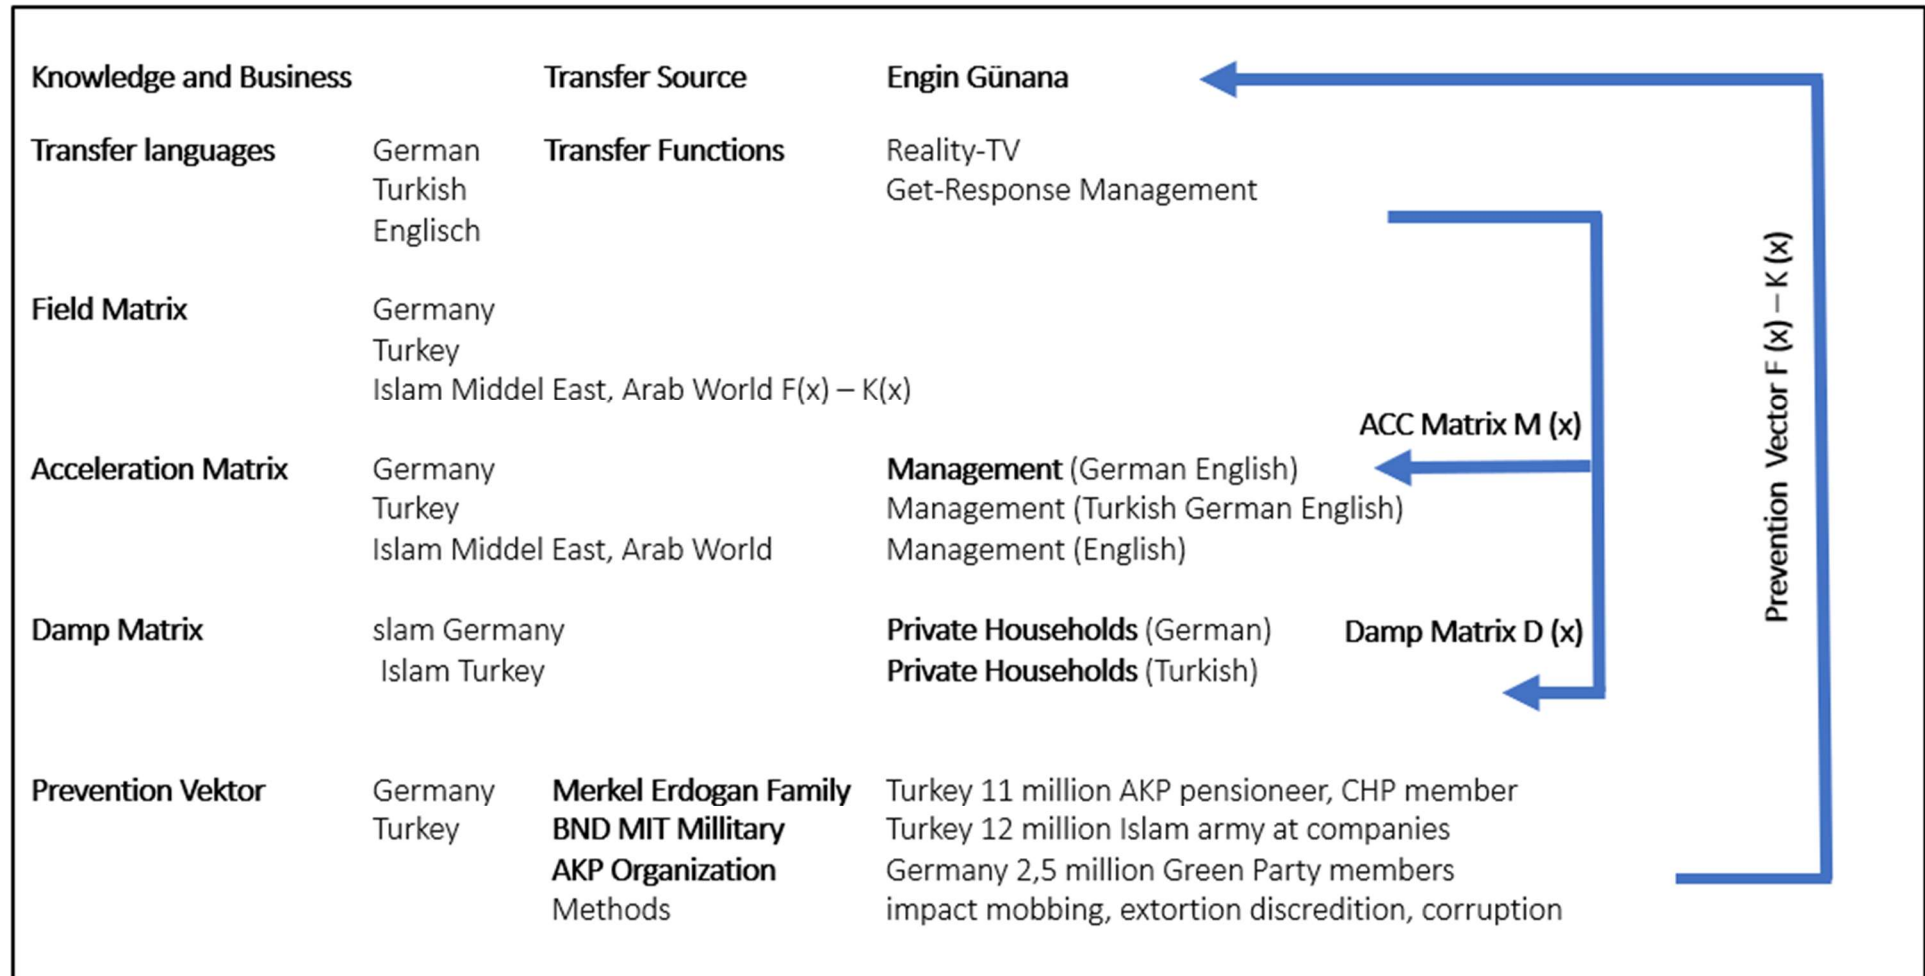 Knowledge and Business Transfer Source Engin Günana
Transfer languages German Transfer Functions Reality-TV
Turkish Get-Response Management
Englisch
Field Matrix Germany
Turkey
Islam Middel East, Arab World F(x) – K(x)
ACC Matrix M (x)
Acceleration Matrix Germany Management (German English)
Turkey Management (Turkish German English)
Islam Middel East, Arab World Management (English)
Damp Matrix slam Germany Private Households (German) Damp Matrix D (x)
Islam Turkey Private Households (Turkish)
Prevention Vektor Germany Merkel Erdogan Family Turkey 11 million AKP pensioneer, CHP member
Turkey BND MIT Millitary Turkey 12 million Islam army at companies
AKP Organization Germany 2,5 million Green Party members
Methods impact mobbing, extortion discredition, corruption
Prevention Vector F (x) – K (x)